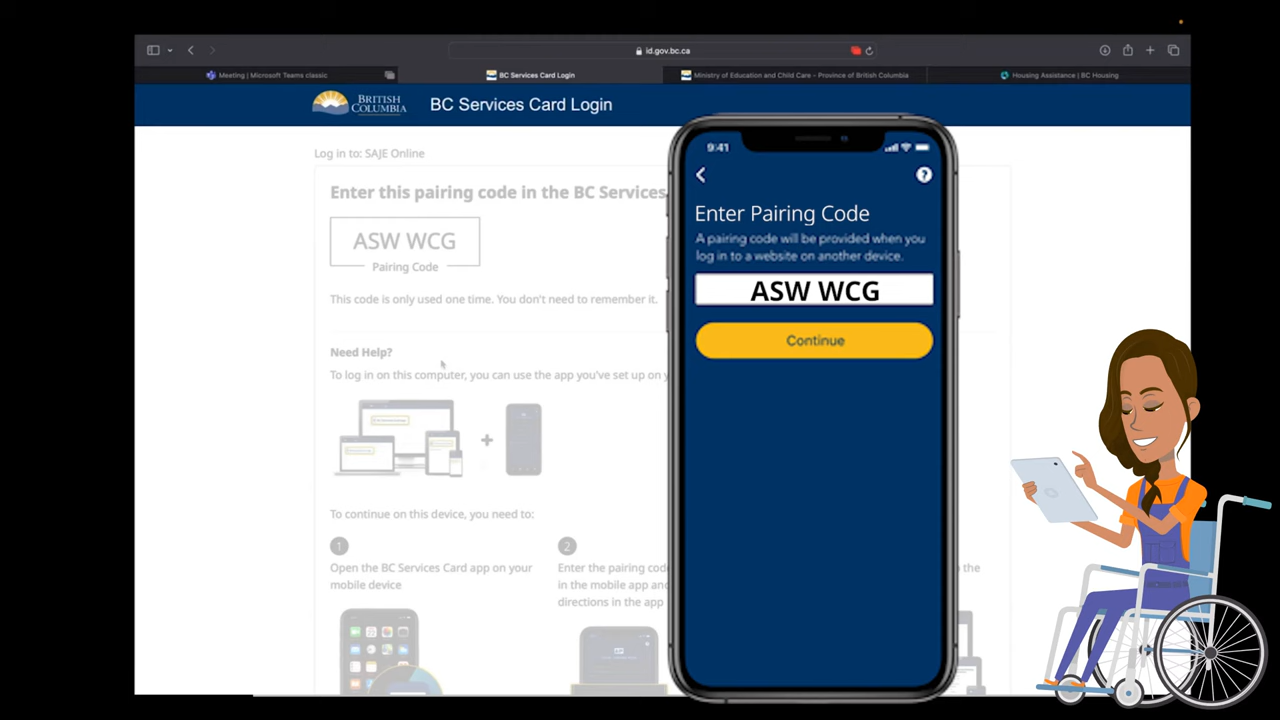 id.gov.bc.ca
Meeting | Microsoft Teams classic
BC Services Card Login
Ministry of Education and Child Care – Province of British Columbia
Housing Assistance | BC Housing
BRITISH
COLUMBIA
BC Services Card Login
Log in to: SAJE Online
Enter this pairing code in the BC Services
ASW WCG
Pairing Code
This code is only used one time. You don't need to remember it.
Need Help?
To log in on this computer, you can use the app you've set up on
To continue on this device, you need to:
1
Open the BC Services Card app on your
mobile device
2
Enter the pairing code
in the mobile app and
directions in the app
the
9:41
?
Enter Pairing Code
A pairing code will be provided when you
log in to a website on another device.
ASW WCG
Continue